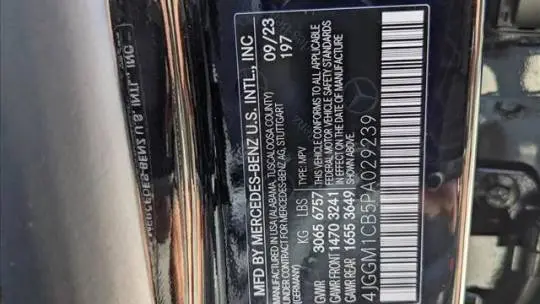 MFD BY MERCEDES-BENZ U.S. INTL., INC
MANUFACTURED IN USA (ALABAMA, TUSCALOOSA COUNTY)
CONTRACTED FOR MERCEDES-BENZ AG, STUTTGART
(GERMANY)
09/23
197
KG LBS TYPE: MPV
GVWR 3065 6757
GAWR FRONT 1470 3241
GAWR REAR 1655 3649
THIS VEHICLE CONFORMS TO ALL APPLICABLE
FEDERAL MOTOR VEHICLE SAFETY STANDARDS
IN EFFECT ON THE DATE OF MANUFACTURE
SHOWN ABOVE.
4JGGM1CB5PA029239